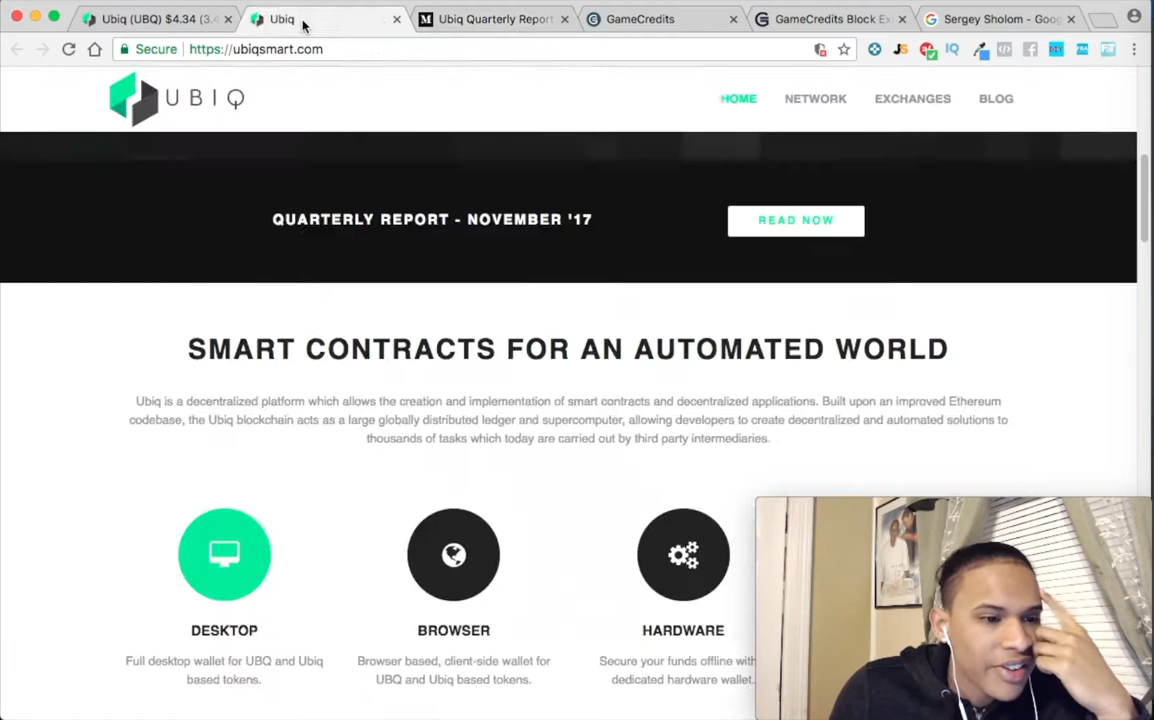 Ubiq (UBQ) $4.34 (3.4
Ubiq
Ubiq Quarterly Report
GameCredits
GameCredits Block Ex
Sergey Sholom - Goog
Secure
https://ubiqsmart.com
JS
IQ
UBIQ
HOME
NETWORK
EXCHANGES
BLOG
QUARTERLY REPORT - NOVEMBER '17
READ NOW
SMART CONTRACTS FOR AN AUTOMATED WORLD
Ubiq is a decentralized platform which allows the creation and implementation of smart contracts and decentralized applications. Built upon an improved Ethereum
codebase, the Ubiq blockchain acts as a large globally distributed ledger and supercomputer, allowing developers to create decentralized and automated solutions to
thousands of tasks which today are carried out by third party intermediaries.
DESKTOP
BROWSER
HARDWARE
Full desktop wallet for UBQ and Ubiq
based tokens.
Browser based, client-side wallet for
UBQ and Ubiq based tokens.
Secure your funds offline with
dedicated hardware wallet.